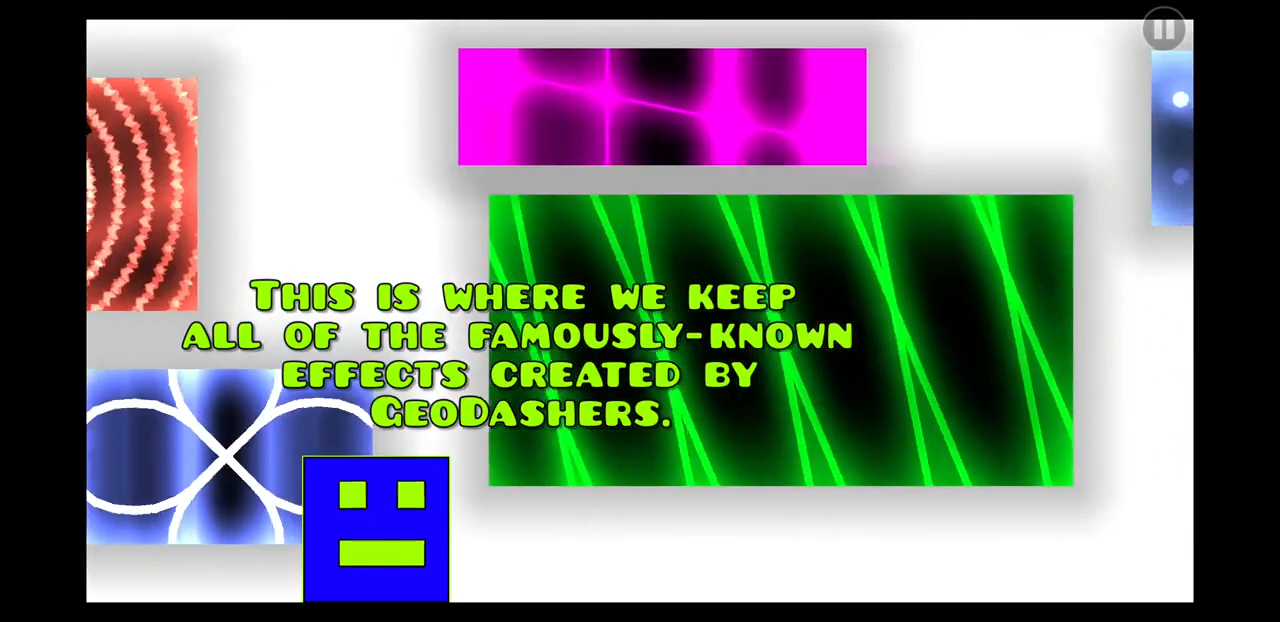 This is where we keep
all of the famously-known
effects created by
GeoDashers.